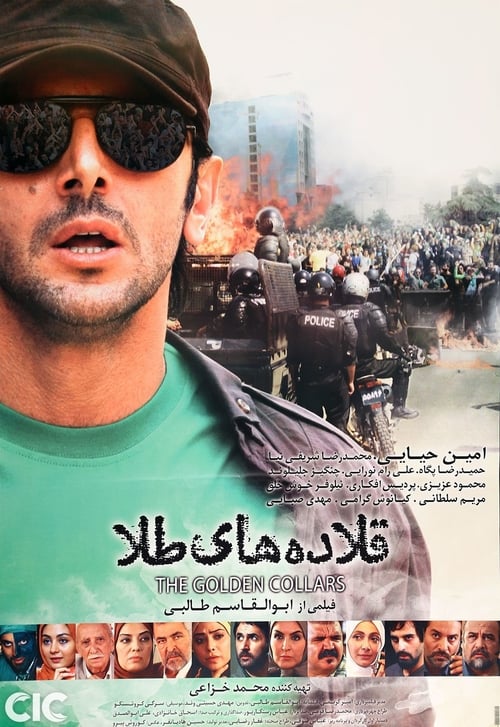 POLICE
POLICE
امین حیایی . محمدرضا شریفی نیا
حمیدرضا پگاه . علی رام نورایی . چنگیز جلیلوند
محمود عزیزی . پردیس افکاری . نیلوفر خوش خلق
مریم سلطانی . کیانوش گرامی . مهدی صبایی
قلاده های طلا
THE GOLDEN COLLARS
فیلمی از ابوالقاسم طالبی
تهیه کننده محمد خزاعی
CIC